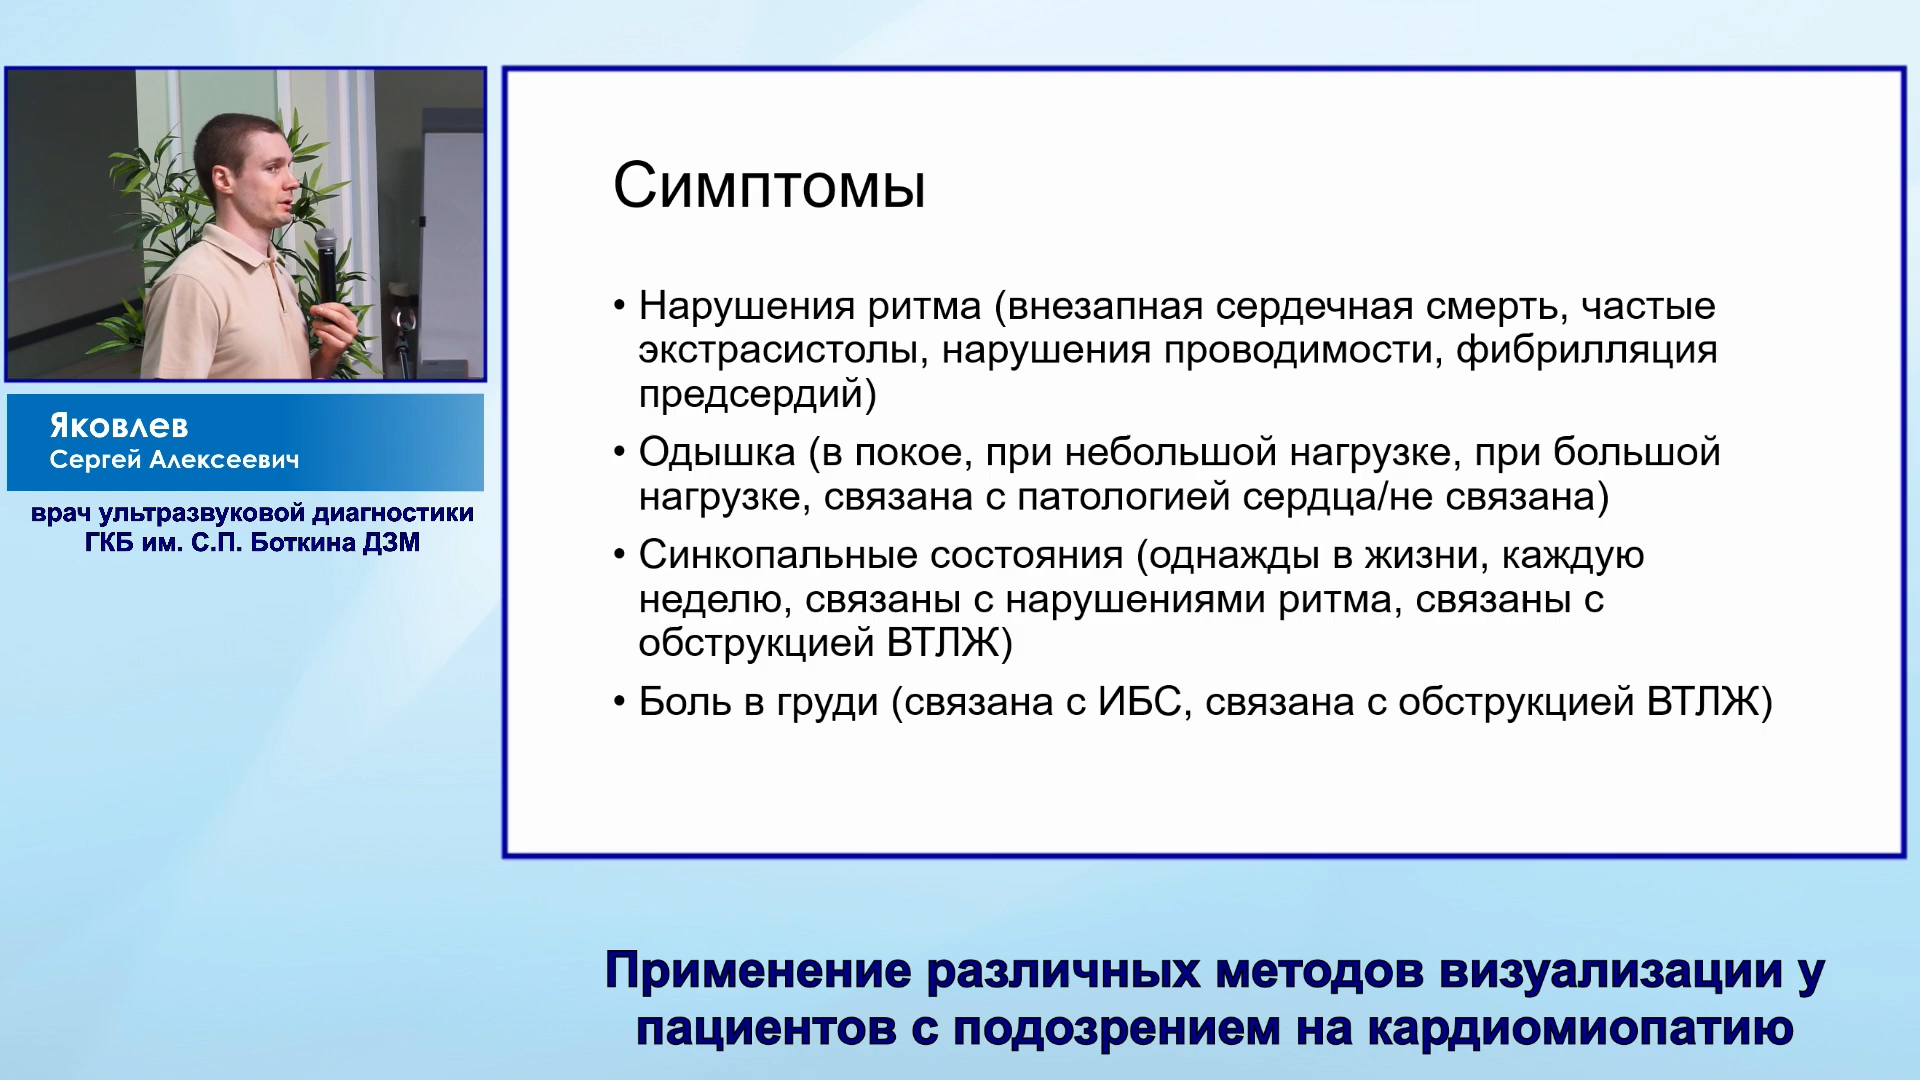 Яковлев
Сергей Алексеевич
врач ультразвуковой диагностики
ГКБ им. С.П. Боткина ДЗМ
Симптомы
• Нарушения ритма (внезапная сердечная смерть, частые
экстрасистолы, нарушения проводимости, фибрилляция
предсердий)
• Одышка (в покое, при небольшой нагрузке, при большой
нагрузке, связана с патологией сердца/не связана)
• Синкопальные состояния (однажды в жизни, каждую
неделю, связаны с нарушениями ритма, связаны с
обструкцией ВТЛЖ)
• Боль в груди (связана с ИБС, связана с обструкцией ВТЛЖ)
Применение различных методов визуализации у
пациентов с подозрением на кардиомиопатию